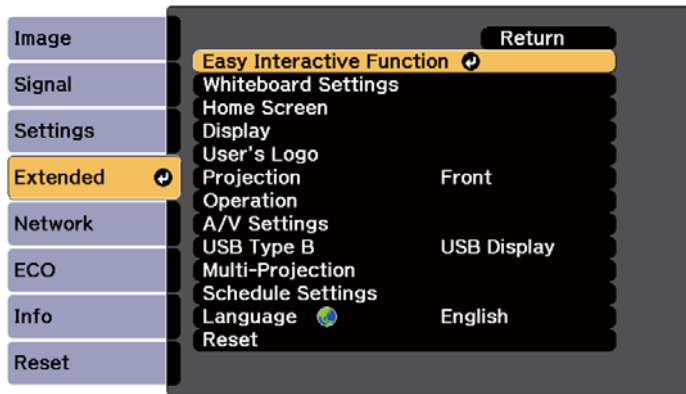 Image
Signal
Settings
Extended
Network
ECO
Info
Reset
Return
Easy Interactive Function
Whiteboard Settings
Home Screen
Display
User's Logo
Projection Front
Operation
A/V Settings
USB Type B USB Display
Multi-Projection
Schedule Settings
Language English
Reset